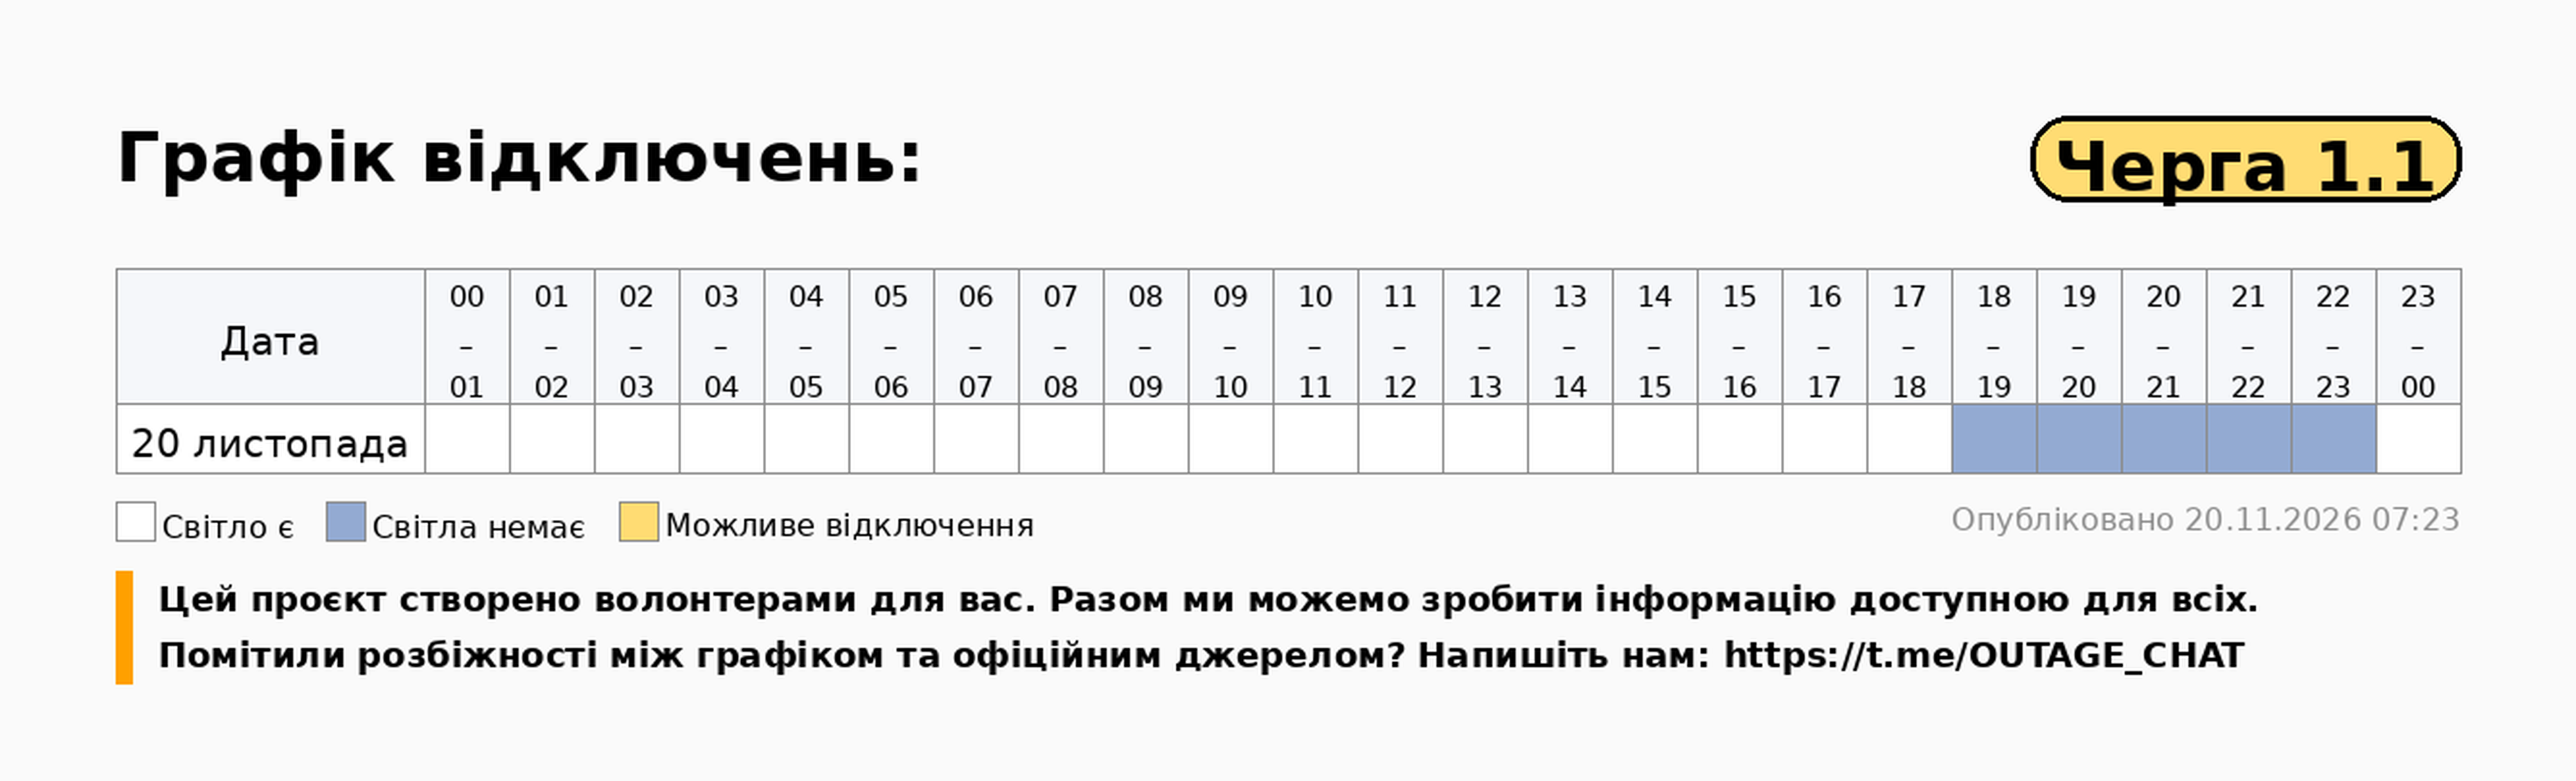 Графік відключень:
Черга 1.1
Дата 00 – 01 01 – 02 02 – 03 03 – 04 04 – 05 05 – 06 06 – 07 07 – 08 08 – 09 09 – 10 10 – 11 11 – 12 12 – 13 13 – 14 14 – 15 15 – 16 16 – 17 17 – 18 18 – 19 19 – 20 20 – 21 21 – 22 22 – 23 23 – 00
20 листопада
Світло є Світла немає Можливе відключення
Опубліковано 20.11.2026 07:23
Цей проєкт створено волонтерами для вас. Разом ми можемо зробити інформацію доступною для всіх.
Помітили розбіжності між графіком та офіційним джерелом? Напишіть нам: https://t.me/OUTAGE_CHAT